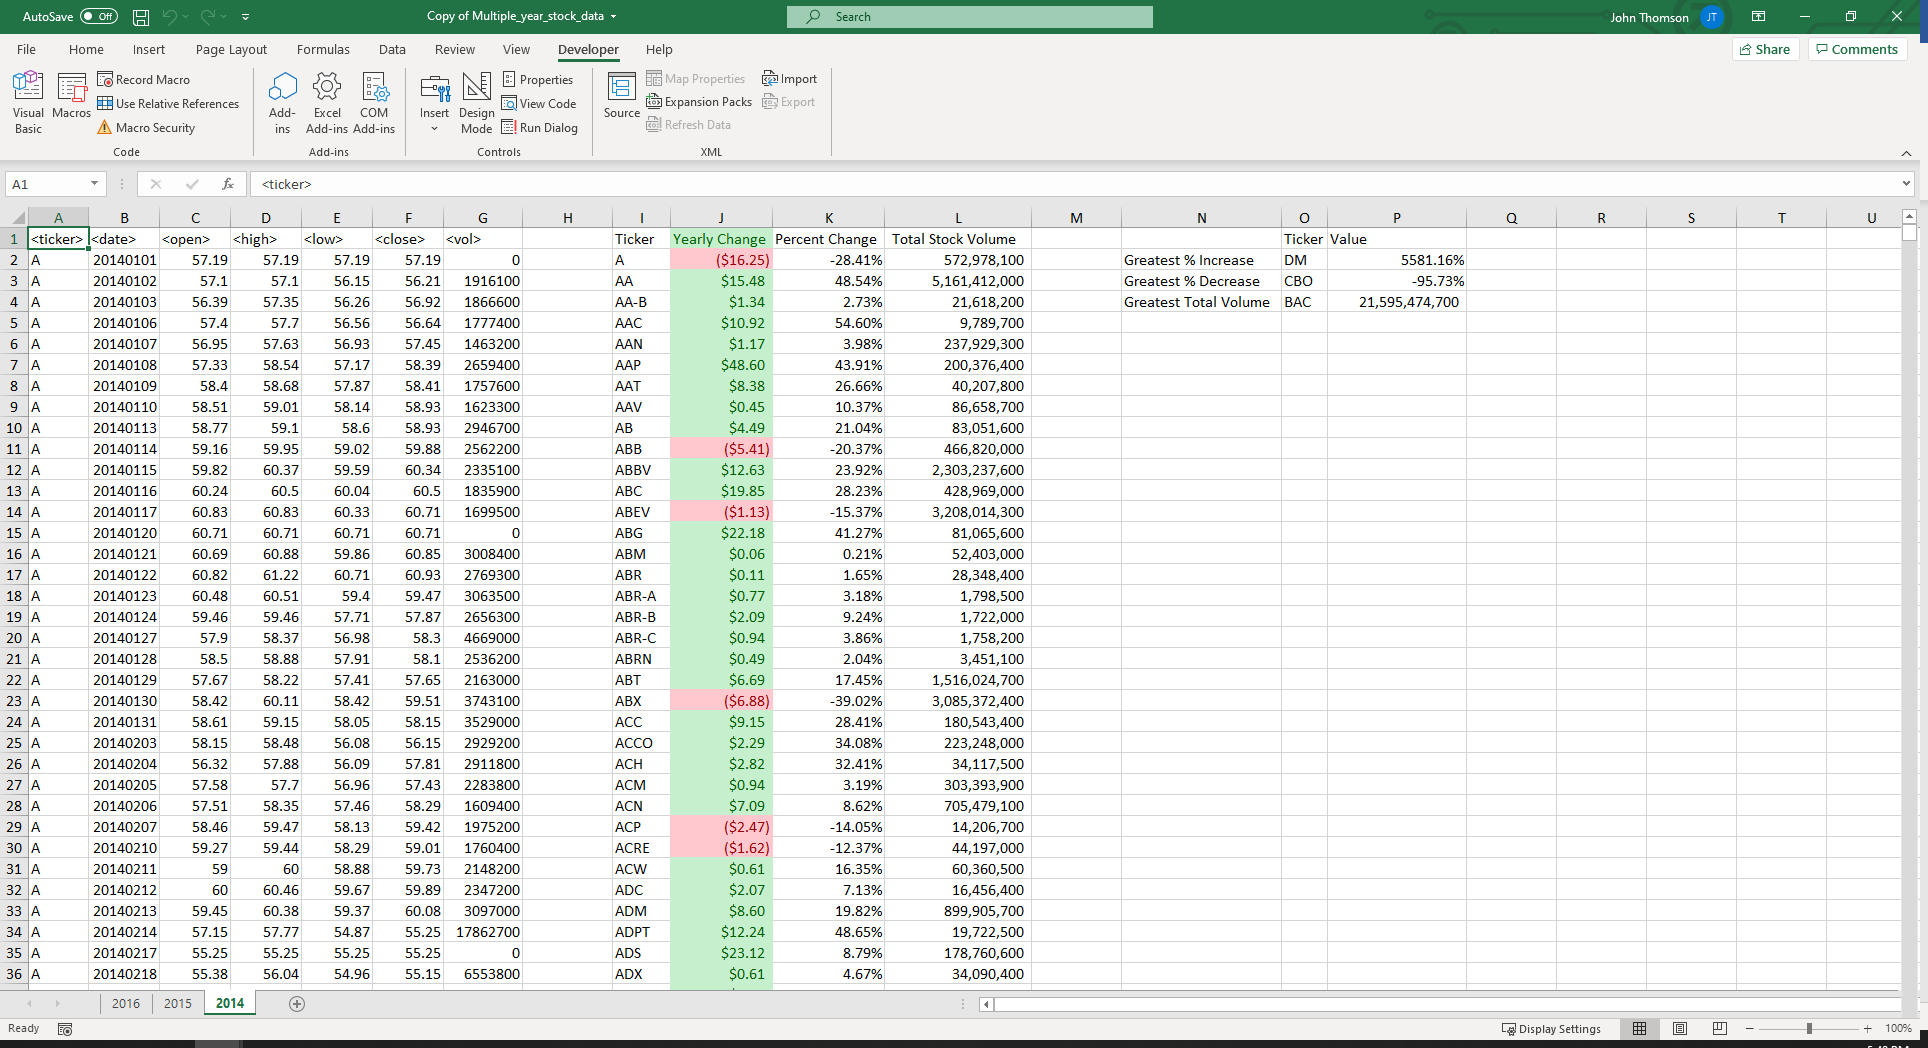 AutoSave Off Copy of Multiple_year_stock_data Search John Thomson JT
File Home Insert Page Layout Formulas Data Review View Developer Help Share Comments
Visual Basic Macros Record Macro Use Relative References Macro Security Code
Add-ins Excel Add-ins COM Add-ins Add-ins
Insert Design Mode Properties View Code Run Dialog Controls
Source Map Properties Expansion Packs Refresh Data Import Export XML
A1 fx <ticker>
A B C D E F G H I J K L M N O P Q R S T U
1 <ticker> <date> <open> <high> <low> <close> <vol> Ticker Yearly Change Percent Change Total Stock Volume Ticker Value
2 A 20140101 57.19 57.19 57.19 57.19 0 A ($16.25) -28.41% 572,978,100 Greatest % Increase DM 5581.16%
3 A 20140102 57.1 57.1 56.15 56.21 1916100 AA $15.48 48.54% 5,161,412,000 Greatest % Decrease CBO -95.73%
4 A 20140103 56.39 57.35 56.26 56.92 1866600 AA-B $1.34 2.73% 21,618,200 Greatest Total Volume BAC 21,595,474,700
5 A 20140106 57.4 57.7 56.56 56.64 1777400 AAC $10.92 54.60% 9,789,700
6 A 20140107 56.95 57.63 56.93 57.45 1463200 AAN $1.17 3.98% 237,929,300
7 A 20140108 57.33 58.54 57.17 58.39 2659400 AAP $48.60 43.91% 200,376,400
8 A 20140109 58.4 58.68 57.87 58.41 1757600 AAT $8.38 26.66% 40,207,800
9 A 20140110 58.51 59.01 58.14 58.93 1623300 AAV $0.45 10.37% 86,658,700
10 A 20140113 58.77 59.1 58.6 58.93 2946700 AB $4.49 21.04% 83,051,600
11 A 20140114 59.16 59.95 59.02 59.88 2562200 ABB ($5.41) -20.37% 466,820,000
12 A 20140115 59.82 60.37 59.59 60.34 2335100 ABBV $12.63 23.92% 2,303,237,600
13 A 20140116 60.24 60.5 60.04 60.5 1835900 ABC $19.85 28.23% 428,969,000
14 A 20140117 60.83 60.83 60.33 60.71 1699500 ABEV ($1.13) -15.37% 3,208,014,300
15 A 20140120 60.71 60.71 60.71 60.71 0 ABG $22.18 41.27% 81,065,600
16 A 20140121 60.69 60.88 59.86 60.85 3008400 ABM $0.06 0.21% 52,403,000
17 A 20140122 60.82 61.22 60.71 60.93 2769300 ABR $0.11 1.65% 28,348,400
18 A 20140123 60.48 60.51 59.4 59.47 3063500 ABR-A $0.77 3.18% 1,798,500
19 A 20140124 59.46 59.46 57.71 57.87 2656300 ABR-B $2.09 9.24% 1,722,000
20 A 20140127 57.9 58.37 56.98 58.3 4669000 ABR-C $0.94 3.86% 1,758,200
21 A 20140128 58.5 58.88 57.91 58.1 2536200 ABRN $0.49 2.04% 3,451,100
22 A 20140129 57.67 58.22 57.41 57.65 2163000 ABT $6.69 17.45% 1,516,024,700
23 A 20140130 58.42 60.11 58.42 59.51 3743100 ABX ($6.88) -39.02% 3,085,372,400
24 A 20140131 58.61 59.15 58.05 58.15 3529000 ACC $9.15 28.41% 180,543,400
25 A 20140203 58.15 58.48 56.08 56.15 2929200 ACCO $2.29 34.08% 223,248,000
26 A 20140204 56.32 57.88 56.09 57.81 2911800 ACH $2.82 32.41% 34,117,500
27 A 20140205 57.58 57.7 56.96 57.43 2283800 ACM $0.94 3.19% 303,393,900
28 A 20140206 57.51 58.35 57.46 58.29 1609400 ACN $7.09 8.62% 705,479,100
29 A 20140207 58.46 59.47 58.13 59.42 1975200 ACP ($2.47) -14.05% 14,206,700
30 A 20140210 59.27 59.44 58.29 59.01 1760400 ACRE ($1.62) -12.37% 44,197,000
31 A 20140211 59 60 58.88 59.73 2148200 ACW $0.61 16.35% 60,360,500
32 A 20140212 60 60.46 59.67 59.89 2347200 ADC $2.07 7.13% 16,456,400
33 A 20140213 59.45 60.38 59.37 60.08 3097000 ADM $8.60 19.82% 899,905,700
34 A 20140214 57.15 57.77 54.87 55.25 17862700 ADPT $12.24 48.65% 19,722,500
35 A 20140217 55.25 55.25 55.25 55.25 0 ADS $23.12 8.79% 178,760,600
36 A 20140218 55.38 56.04 54.96 55.15 6553800 ADX $0.61 4.67% 34,090,400
2016 2015 2014
Ready Display Settings 100%